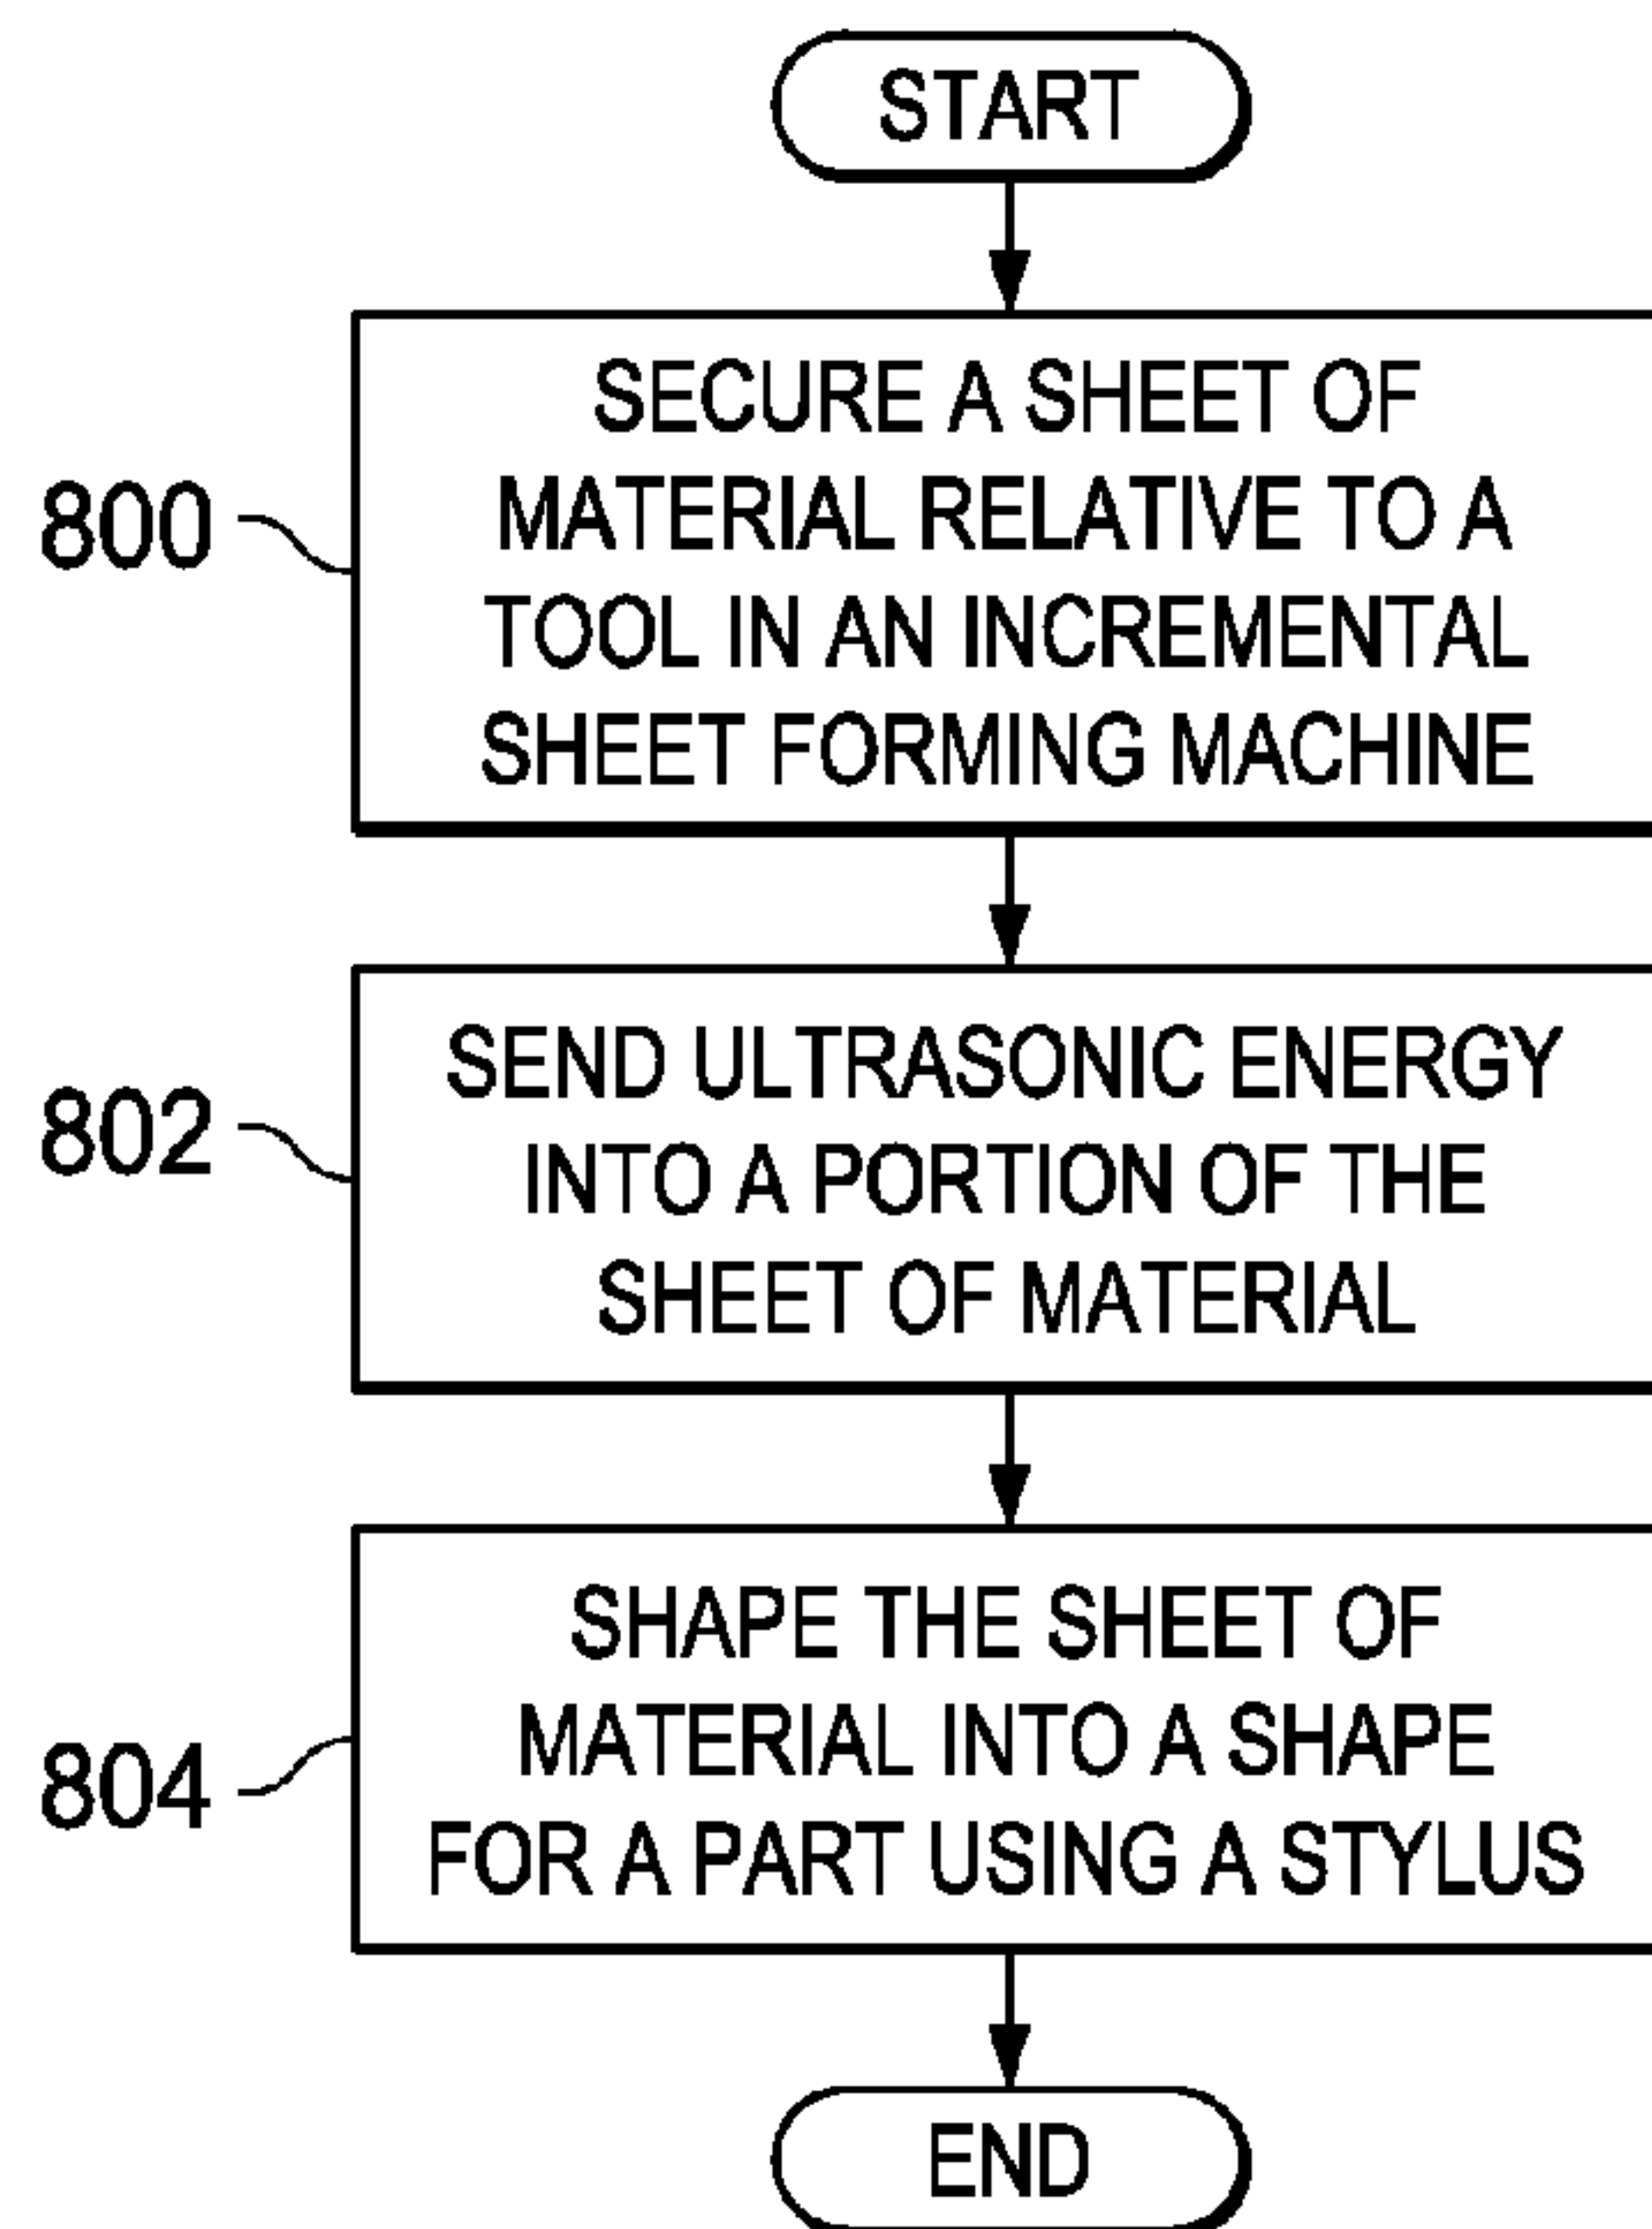 START
800
SECURE A SHEET OF
MATERIAL RELATIVE TO A
TOOL IN AN INCREMENTAL
SHEET FORMING MACHINE
802
SEND ULTRASONIC ENERGY
INTO A PORTION OF THE
SHEET OF MATERIAL
804
SHAPE THE SHEET OF
MATERIAL INTO A SHAPE
FOR A PART USING A STYLUS
END